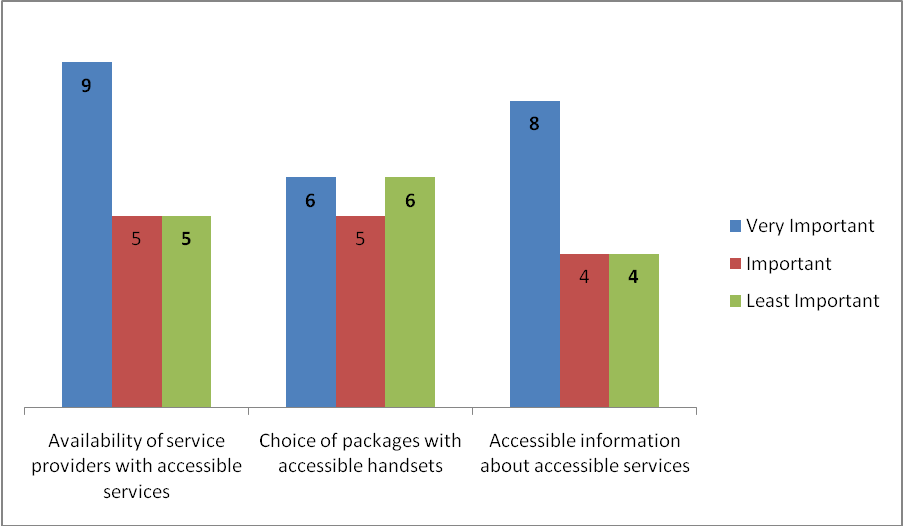 9
5
5
6
5
6
8
4
4
Very Important
Important
Least Important
Availability of service
providers with accessible
services
Choice of packages with
accessible handsets
Accessible information
about accessible services